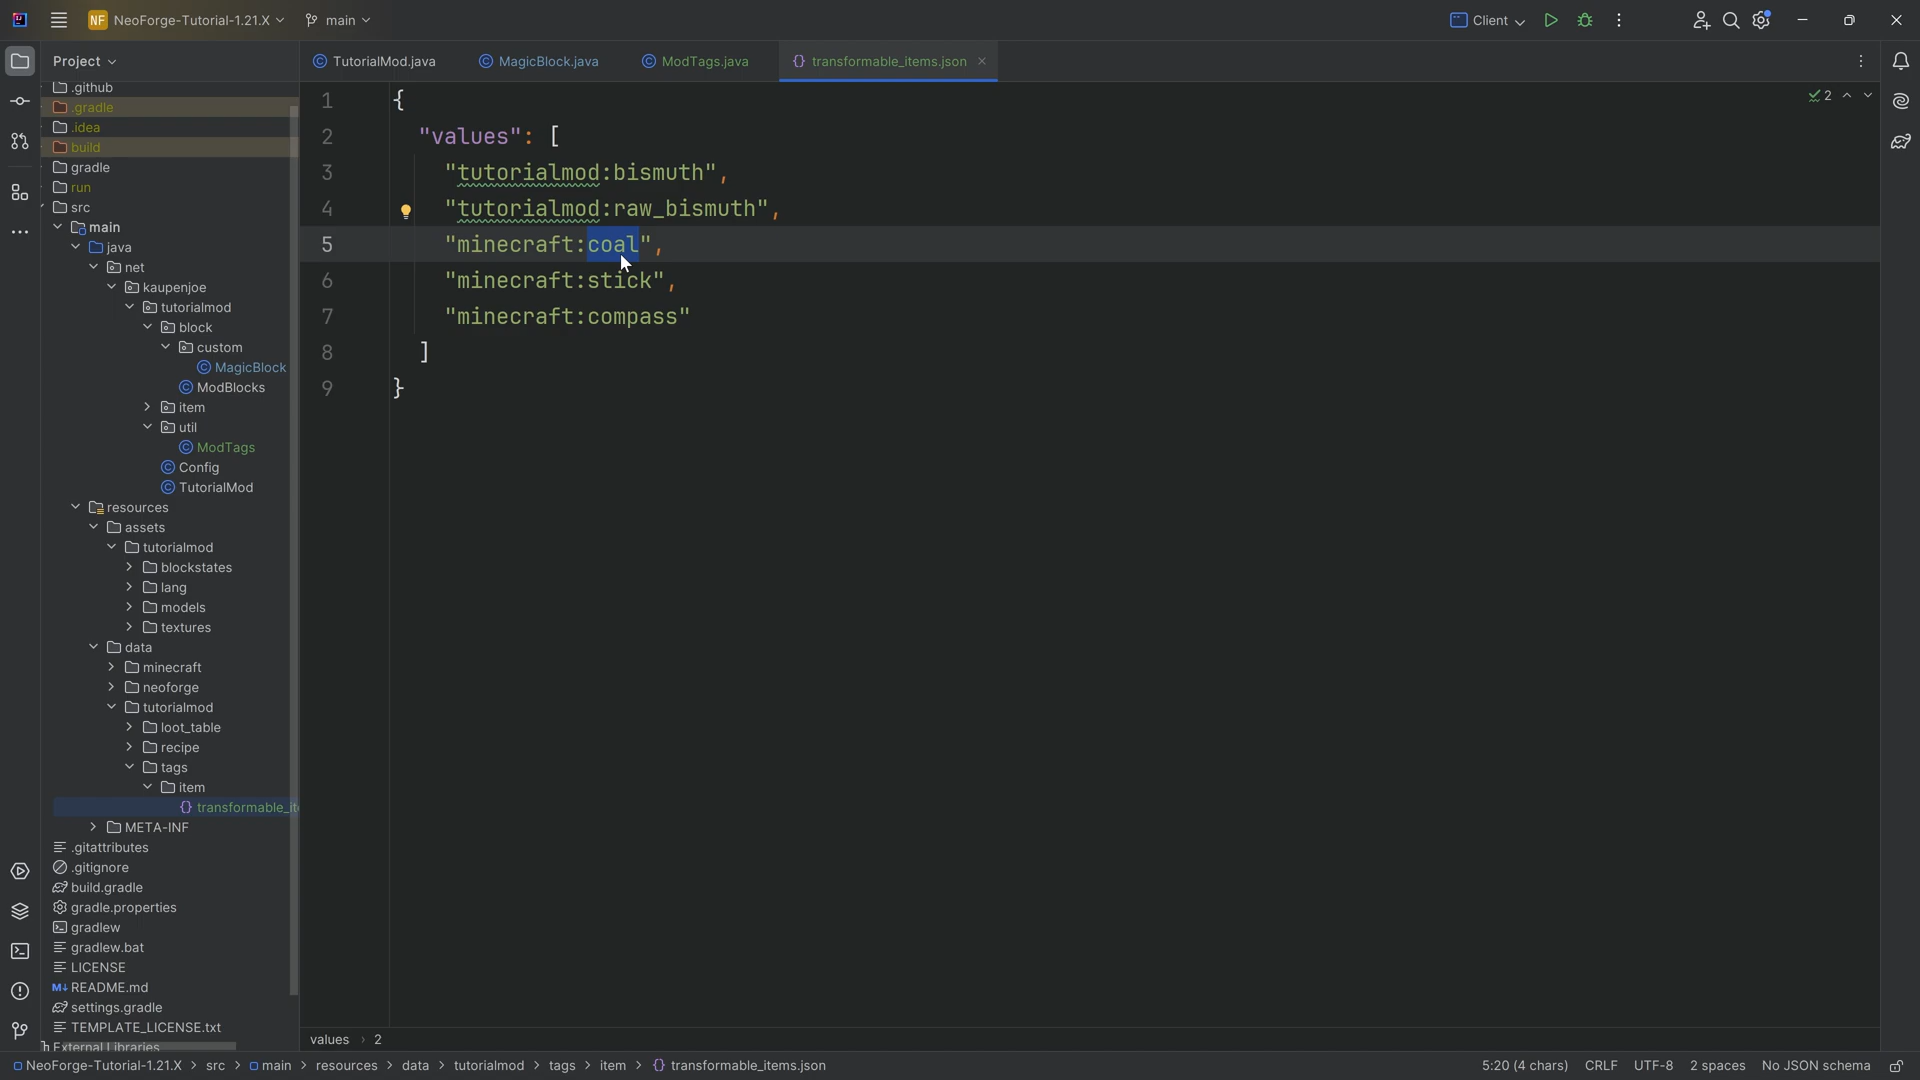 NF NeoForge-Tutorial-1.21.X main Client
Project TutorialMod.java MagicBlock.java ModTags.java {} transformable_items.json
.github
.gradle
.idea
build
gradle
run
src
main
java
net
kaupenjoe
tutorialmod
block
custom
MagicBlock
ModBlocks
item
util
ModTags
Config
TutorialMod
resources
assets
tutorialmod
blockstates
lang
models
textures
data
minecraft
neoforge
tutorialmod
loot_table
recipe
tags
item
{} transformable_it
META-INF
.gitattributes
.gitignore
build.gradle
gradle.properties
gradlew
gradlew.bat
LICENSE
M↓ README.md
settings.gradle
TEMPLATE_LICENSE.txt
External Libraries
2
1 {
2 "values": [
3 "tutorialmod:bismuth",
4 "tutorialmod:raw_bismuth",
5 "minecraft:coal",
6 "minecraft:stick",
7 "minecraft:compass"
8 ]
9 }
values › 2
NeoForge-Tutorial-1.21.X › src › main › resources › data › tutorialmod › tags › item › {} transformable_items.json 5:20 (4 chars) CRLF UTF-8 2 spaces No JSON schema